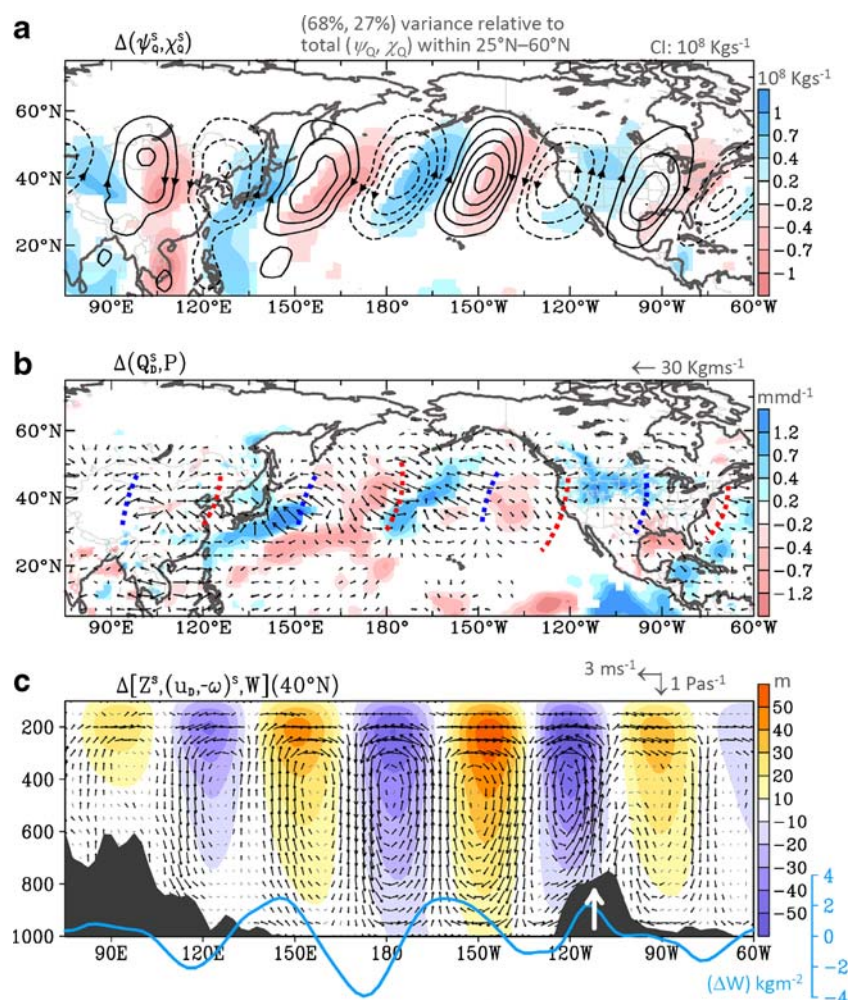 a
Δ(ψ^S_Q,χ^S_Q)
(68%, 27%) variance relative to
total (ψ_Q, χ_Q) within 25°N–60°N
CI: 10⁸ Kgs⁻¹
10⁸ Kgs⁻¹
60°N
40°N
20°N
1
0.7
0.4
0.2
-0.2
-0.4
-0.7
-1
90°E 120°E 150°E 180°E 150°W 120°W 90°W 60°W
b
Δ(Q^S_D,P)
← 30 Kgms⁻¹
mmd⁻¹
60°N
40°N
20°N
1.2
0.7
0.4
0.2
-0.2
-0.4
-0.7
-1.2
90°E 120°E 150°E 180°E 150°W 120°W 90°W 60°W
c
Δ[Z^S,(u_D,-ω)^S,W](40°N)
3 ms⁻¹ ←
↓ 1 Pas⁻¹
m
200
400
600
800
1000
50
40
30
20
10
-10
-20
-30
-40
-50
4
2
0
-2
-4
90E 120E 150E 180E 150W 120W 90W 60W
(ΔW) kgm⁻²